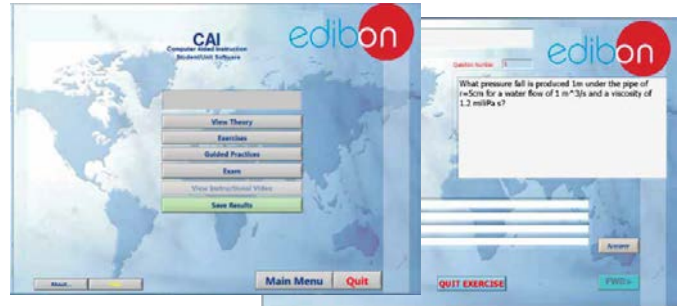 CAI
Computer Aided Instruction
Student/Unit Software
edibon
View Theory
Exercises
Guided Practices
Exam
View Instructional Video
Save Results
About...
Main Menu
Quit
edibon
Question Number
What pressure fall is produced 1m under the pipe of
r=5cm for a water flow of 1 m^3/s and a viscosity of
1.2 miliPa s?
Answer
QUIT EXERCISE
FWD>